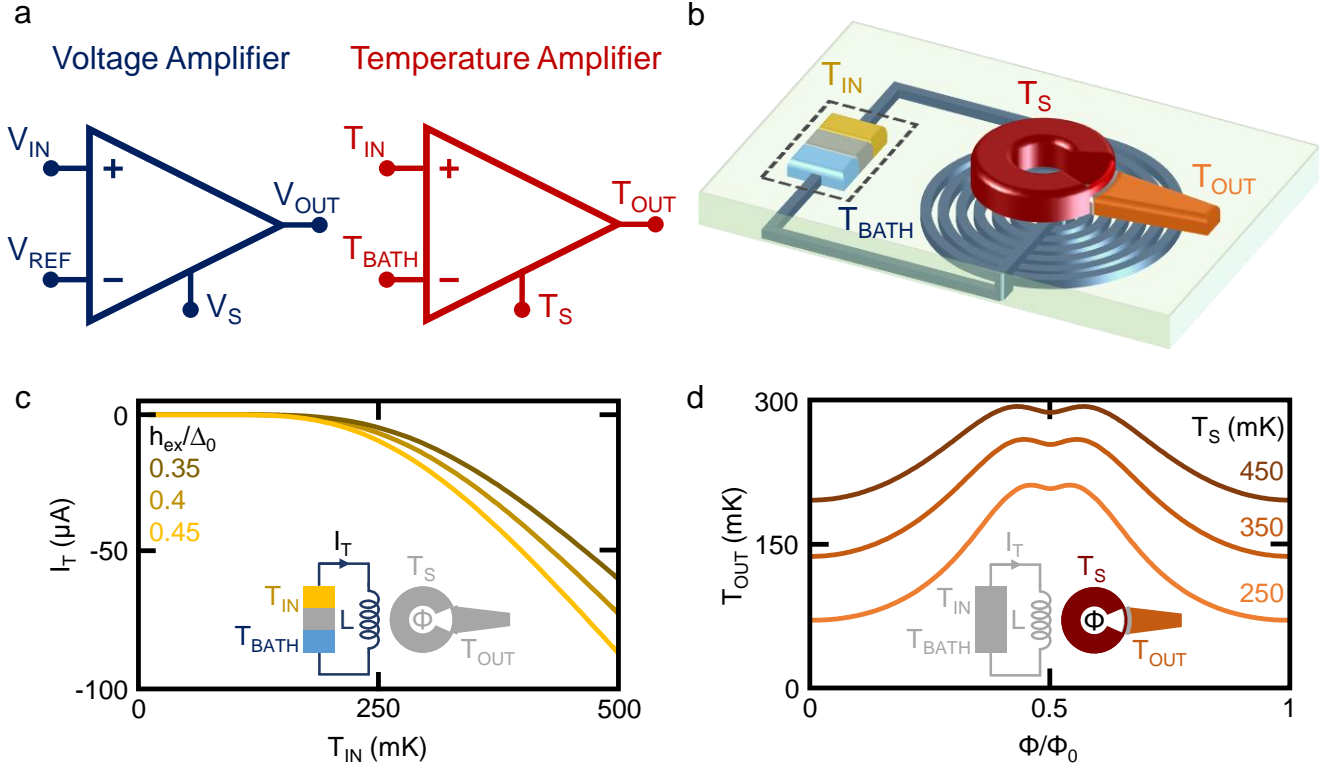 a
Voltage Amplifier
Temperature Amplifier
V_IN
+
V_OUT
V_REF
−
V_S
T_IN
+
T_OUT
T_BATH
−
T_S
b
T_IN
T_S
T_OUT
T_BATH
c
0
h_ex/Δ_0
0.35
0.4
0.45
-50
-100
I_T (μA)
I_T
T_IN
T_BATH
L
T_S
Φ
T_OUT
0
250
500
T_IN (mK)
d
300
150
0
T_OUT (mK)
T_S (mK)
450
350
250
T_IN
T_BATH
L
T_S
Φ
T_OUT
0
0.5
1
Φ/Φ_0